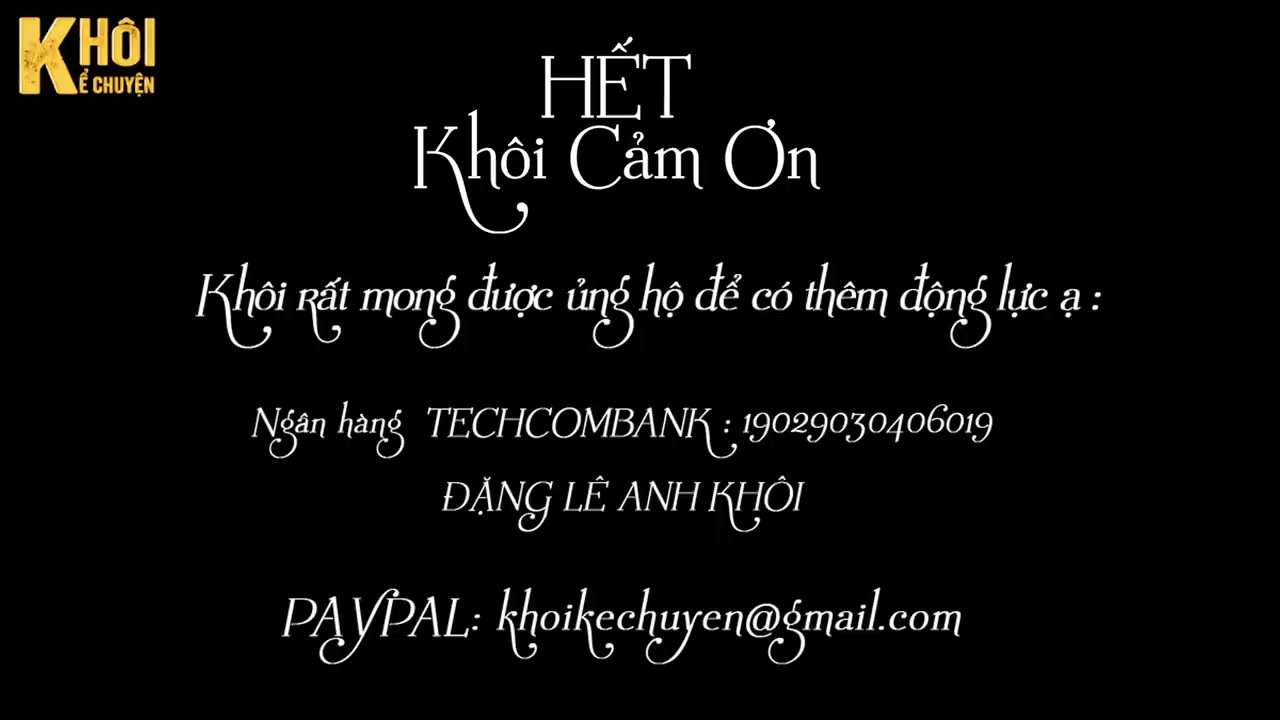 KHÔI
KỂ CHUYỆN
HẾT
Khôi Cảm Ơn
Khôi rất mong được ủng hộ để có thêm động lực ạ :
Ngân hàng TECHCOMBANK : 19029030406019
ĐẶNG LÊ ANH KHÔI
PAYPAL: khoikechuyen@gmail.com